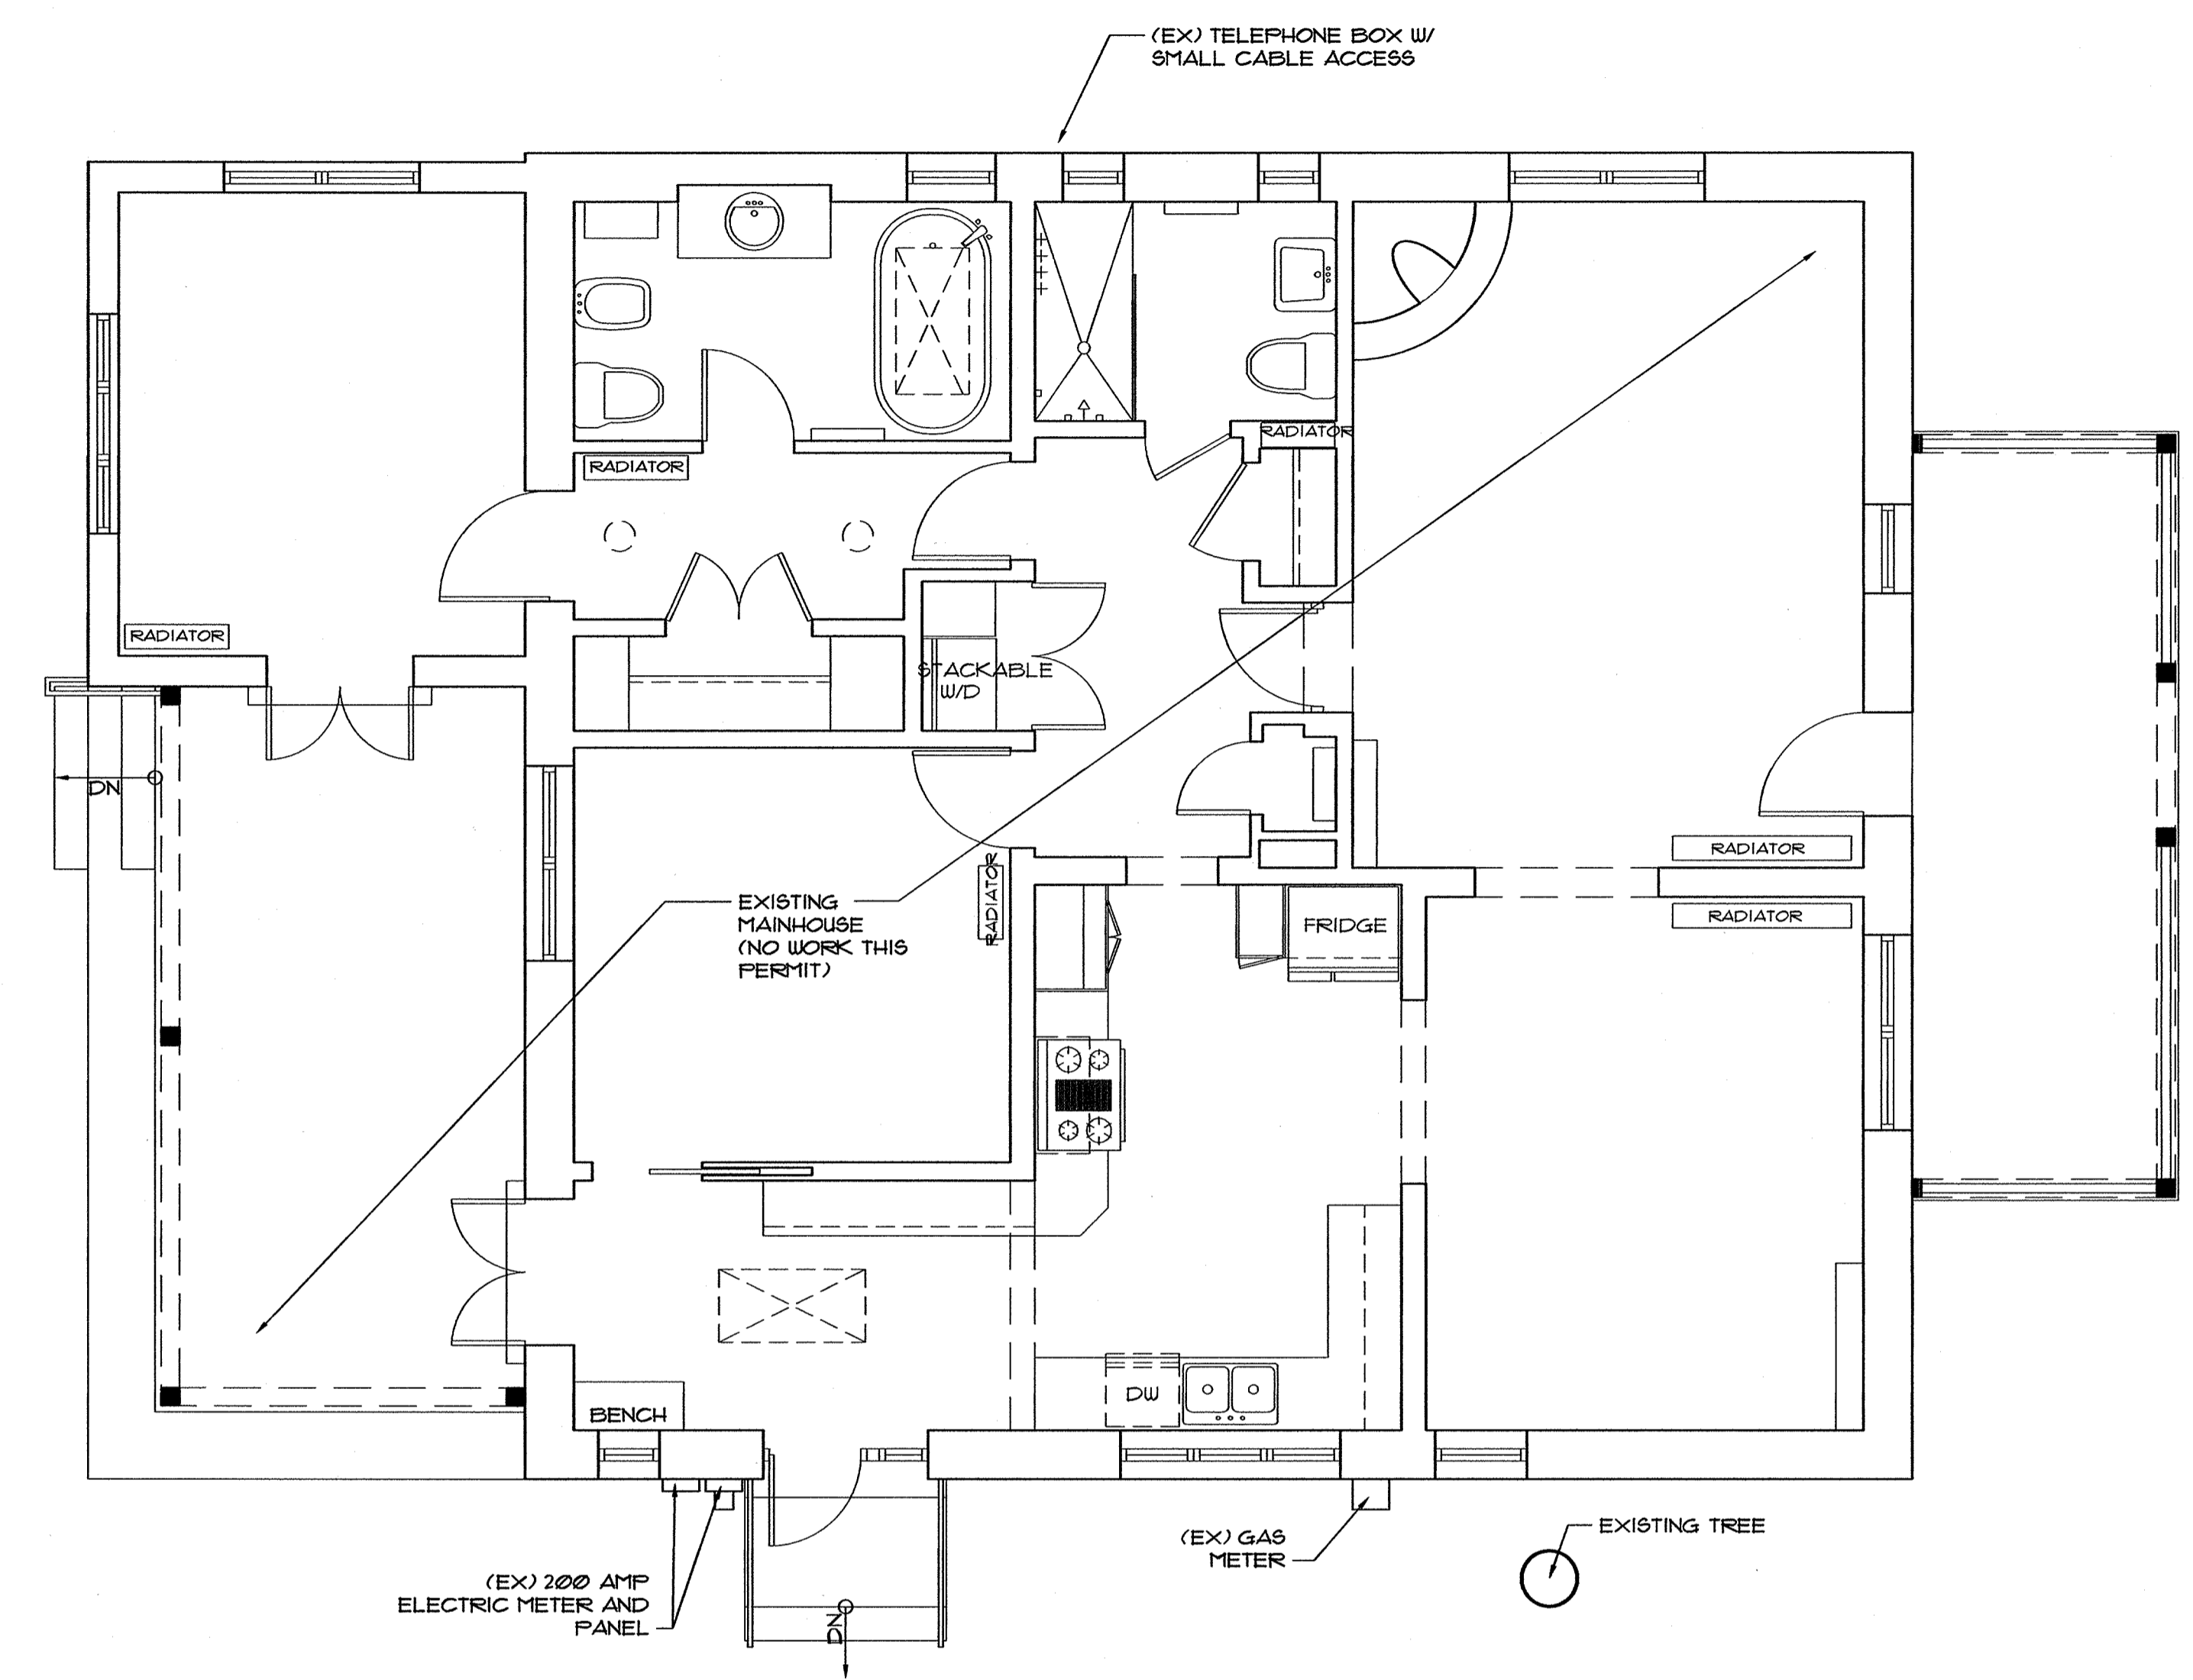 (EX) TELEPHONE BOX W/
SMALL CABLE ACCESS
RADIATOR
RADIATOR
RADIATOR
STACKABLE
W/D
DN
RADIATOR
RADIATOR
EXISTING
MAINHOUSE
(NO WORK THIS
PERMIT)
RADIATOR
FRIDGE
DW
BENCH
(EX) GAS
METER
EXISTING TREE
(EX) 200 AMP
ELECTRIC METER AND
PANEL
DN